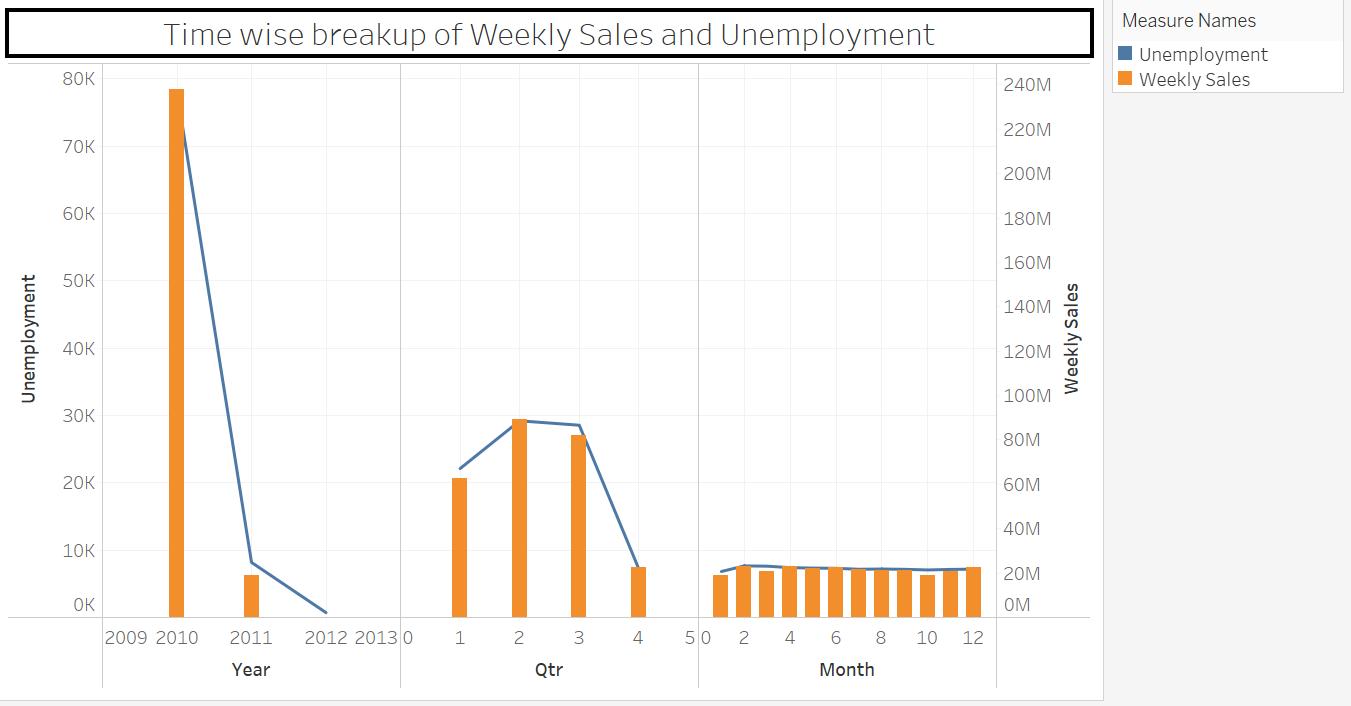 Time wise breakup of Weekly Sales and Unemployment
Measure Names
Unemployment
Weekly Sales
80K
70K
60K
50K
40K
30K
20K
10K
0K
Unemployment
240M
220M
200M
180M
160M
140M
120M
100M
80M
60M
40M
20M
0M
Weekly Sales
2009 2010 2011 2012 2013 0 1 2 3 4 5 0 2 4 6 8 10 12
Year Qtr Month